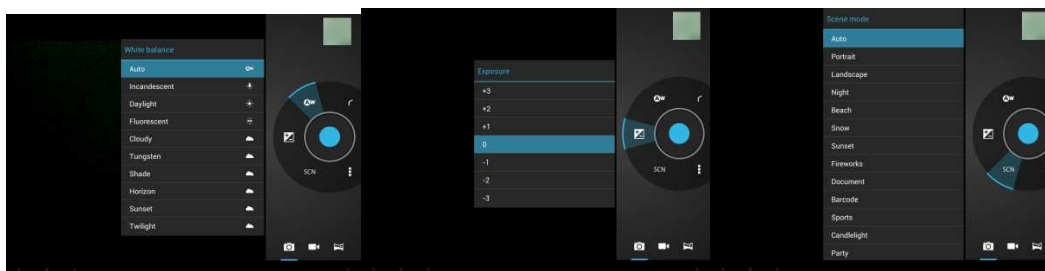 White balance
Auto
Incandescent
Daylight
Fluorescent
Cloudy
Tungsten
Shade
Horizon
Sunset
Twilight
W
SCN
Exposure
+3
+2
+1
0
-1
-2
-3
W
SCN
Scene mode
Auto
Portrait
Landscape
Night
Beach
Snow
Sunset
Fireworks
Document
Barcode
Sports
Candlelight
Party
W
SCN